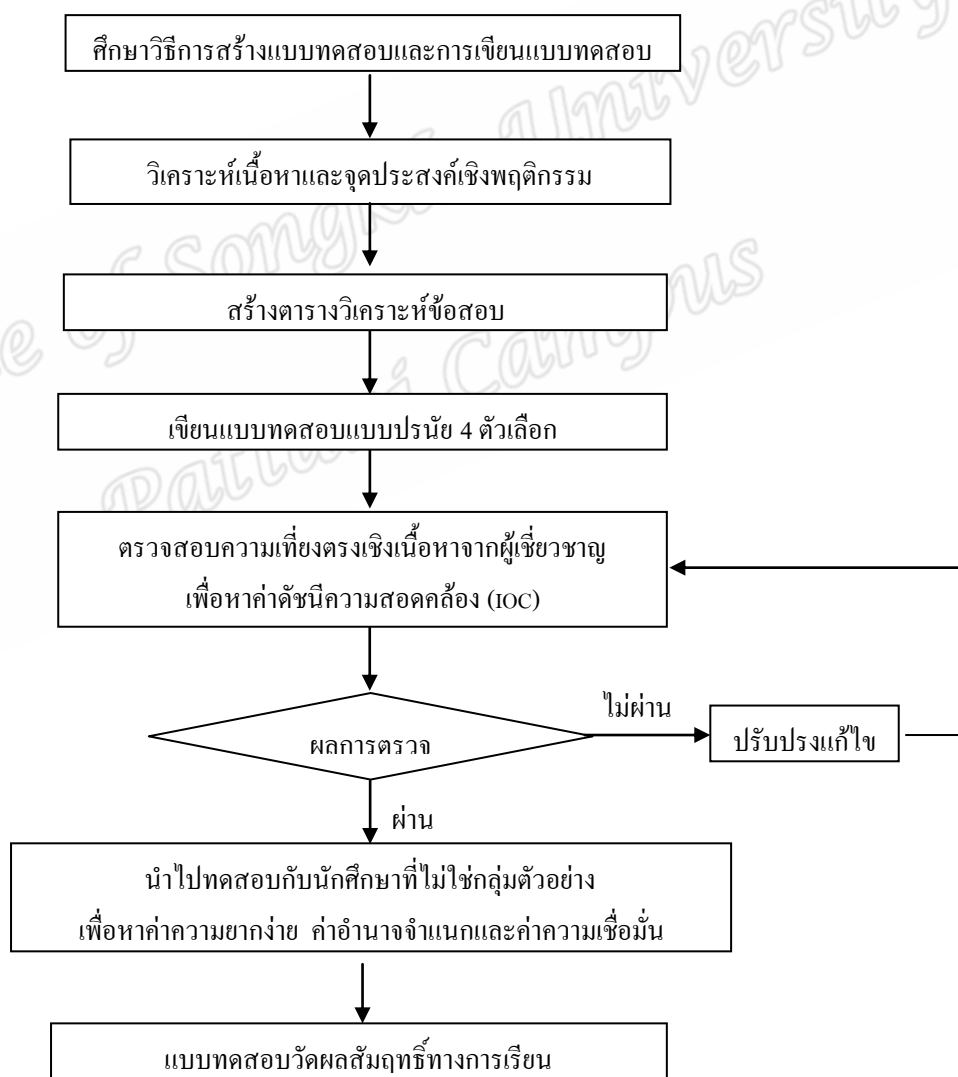 ศึกษาวิธีการสร้างแบบทดสอบและการเขียนแบบทดสอบ
วิเคราะห์เนื้อหาและจุดประสงค์เชิงพฤติกรรม
สร้างตารางวิเคราะห์ข้อสอบ
เขียนแบบทดสอบแบบปรนัย 4 ตัวเลือก
ตรวจสอบความเที่ยงตรงเชิงเนื้อหาจากผู้เชี่ยวชาญ
เพื่อหาค่าดัชนีความสอดคล้อง (IOC)
ไม่ผ่าน
ผลการตรวจ
ปรับปรงแก้ไข
ผ่าน
นำไปทดสอบกับนักศึกษาที่ไม่ใช่กลุ่มตัวอย่าง
เพื่อหาค่าความยากง่าย ค่าอำนาจจำแนกและค่าความเชื่อมั่น
แบบทดสอบวัดผลสัมฤทธิ์ทางการเรียน
University
of Songkla
Pattani Campus